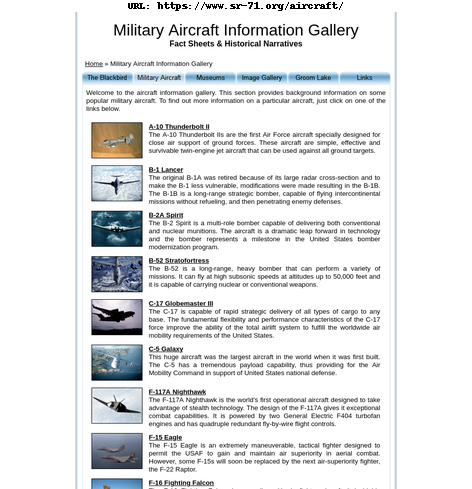 URL: https://www.sr-71.org/aircraft/
Military Aircraft Information Gallery
Fact Sheets & Historical Narratives
Home » Military Aircraft Information Gallery
The Blackbird Military Aircraft Museums Image Gallery Groom Lake Links
Welcome to the aircraft information gallery. This section provides background information on some
popular military aircraft. To find out more information on a particular aircraft, just click on one of the
links below.
A-10 Thunderbolt II
The A-10 Thunderbolt IIs are the first Air Force aircraft specially designed for
close air support of ground forces. These aircraft are simple, effective and
survivable twin-engine jet aircraft that can be used against all ground targets.
B-1 Lancer
The original B-1A was retired because of its large radar cross-section and to
make the B-1 less vulnerable, modifications were made resulting in the B-1B.
The B-1B is a long-range strategic bomber, capable of flying intercontinental
missions without refueling, and then penetrating enemy defenses.
B-2A Spirit
The B-2 Spirit is a multi-role bomber capable of delivering both conventional
and nuclear munitions. The aircraft is a dramatic leap forward in technology
and the bomber represents a milestone in the United States bomber
modernization program.
B-52 Stratofortress
The B-52 is a long-range, heavy bomber that can perform a variety of
missions. It can fly at high subsonic speeds at altitudes up to 50,000 feet and
it is capable of carrying nuclear or conventional weapons.
C-17 Globemaster III
The C-17 is capable of rapid strategic delivery of all types of cargo to any
base. The fundamental flexibility and performance characteristics of the C-17
force improve the ability of the total airlift system to fulfill the worldwide air
mobility requirements of the United States.
C-5 Galaxy
This huge aircraft was the largest aircraft in the world when it was first built.
The C-5 has a tremendous payload capability, thus providing for the Air
Mobility Command in support of United States national defense.
F-117A Nighthawk
The F-117A Nighthawk is the world's first operational aircraft designed to take
advantage of stealth technology. The design of the F-117A gives it exceptional
combat capabilities. It is powered by two General Electric F404 turbofan
engines and has quadruple redundant fly-by-wire flight controls.
F-15 Eagle
The F-15 Eagle is an extremely maneuverable, tactical fighter designed to
permit the USAF to gain and maintain air superiority in aerial combat.
However, some F-15s will soon be replaced by the next air-superiority fighter,
the F-22 Raptor.
F-16 Fighting Falcon